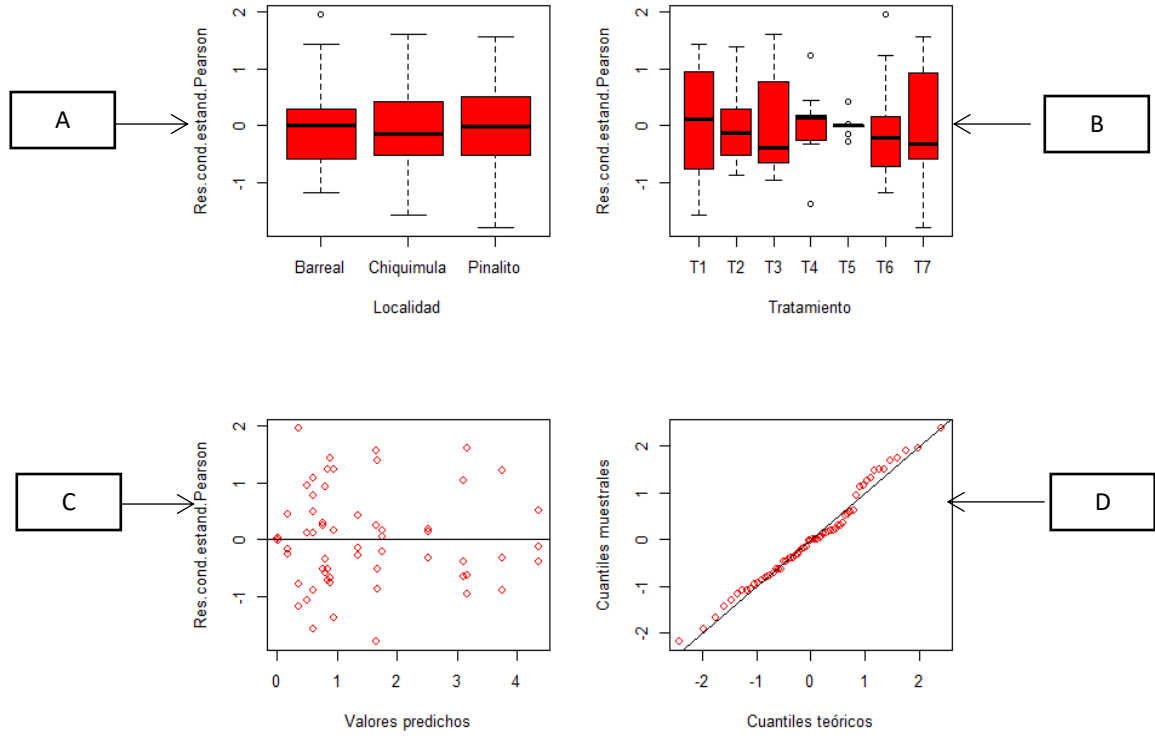 A
Res.cond.estand.Pearson
2
1
0
-1
Barreal Chiquimula Pinalito
Localidad
Res.cond.estand.Pearson
2
1
0
-1
T1 T2 T3 T4 T5 T6 T7
Tratamiento
B
C
Res.cond.estand.Pearson
2
1
0
-1
0 1 2 3 4
Valores predichos
Cuantiles muestrales
2
1
0
-1
-2
-2 -1 0 1 2
Cuantiles teóricos
D